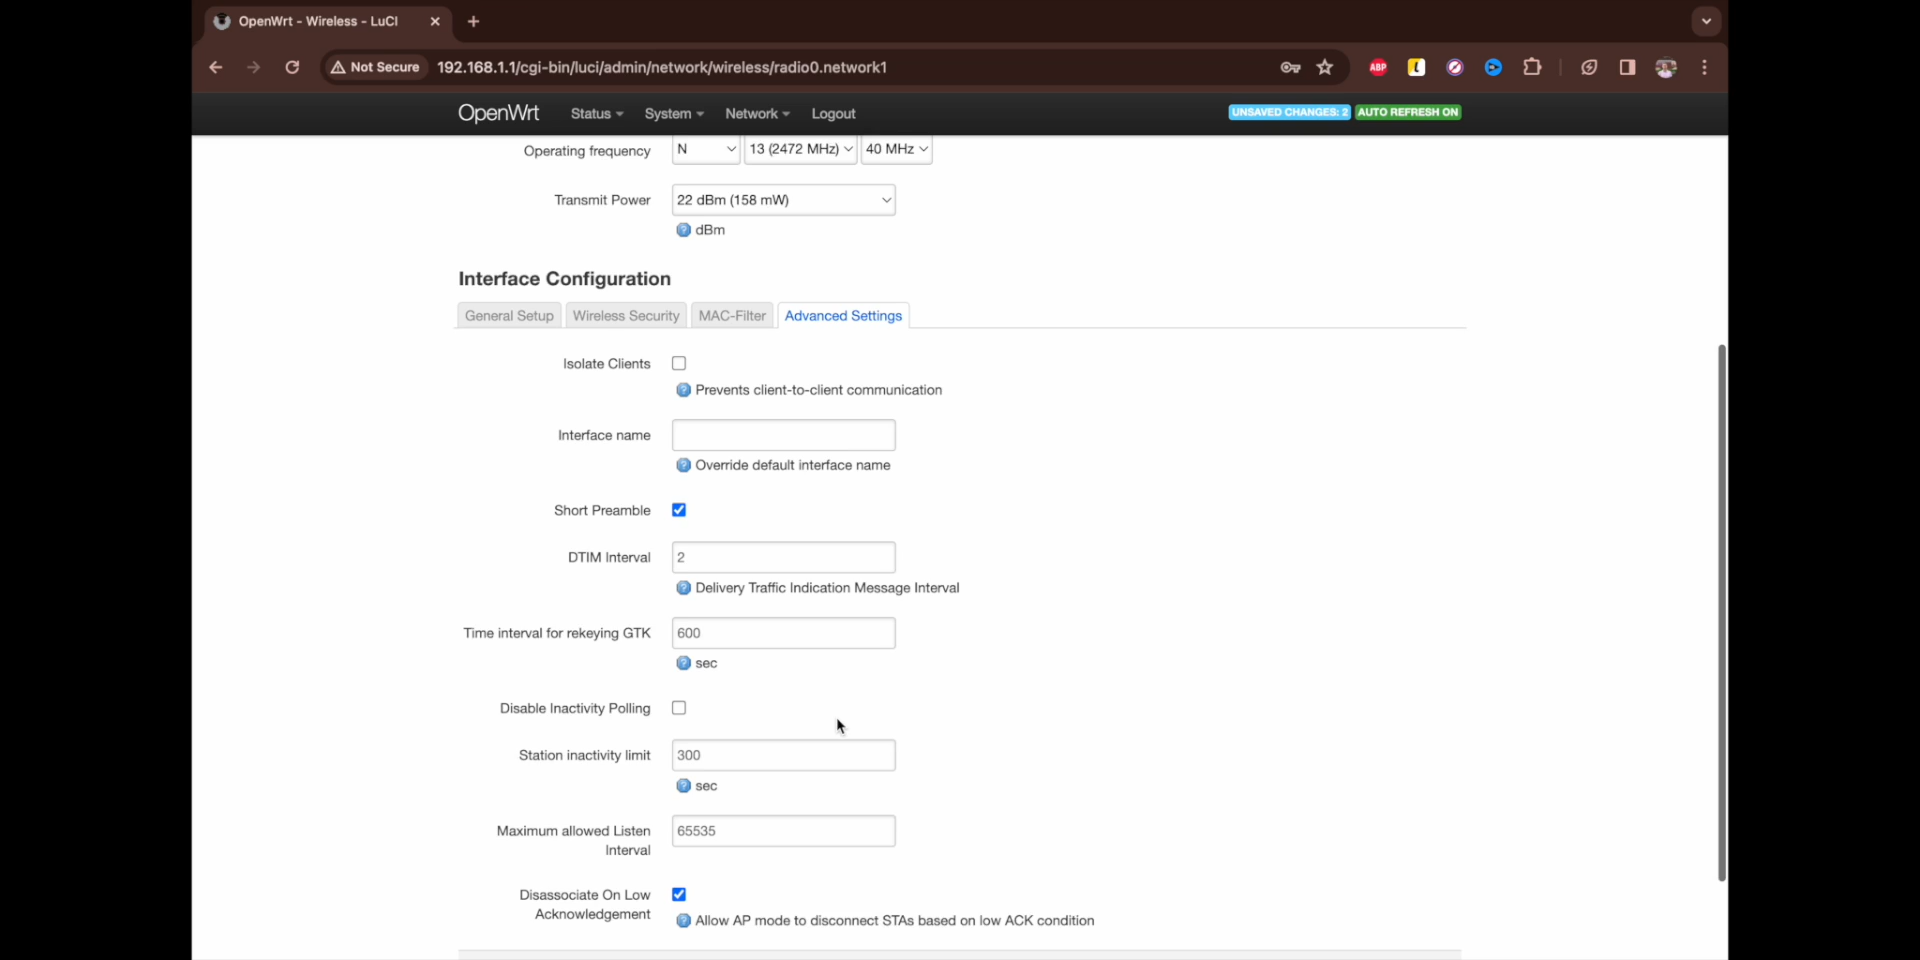 OpenWrt - Wireless - LuCI
Not Secure 192.168.1.1/cgi-bin/luci/admin/network/wireless/radio0.network1
ABP
OpenWrt Status System Network Logout UNSAVED CHANGES: 2 AUTO REFRESH ON
Operating frequency N 13 (2472 MHz) 40 MHz
Transmit Power 22 dBm (158 mW)
dBm
Interface Configuration
General Setup Wireless Security MAC-Filter Advanced Settings
Isolate Clients
Prevents client-to-client communication
Interface name
Override default interface name
Short Preamble
DTIM Interval 2
Delivery Traffic Indication Message Interval
Time interval for rekeying GTK 600
sec
Disable Inactivity Polling
Station inactivity limit 300
sec
Maximum allowed Listen 65535
Interval
Disassociate On Low
Acknowledgement
Allow AP mode to disconnect STAs based on low ACK condition